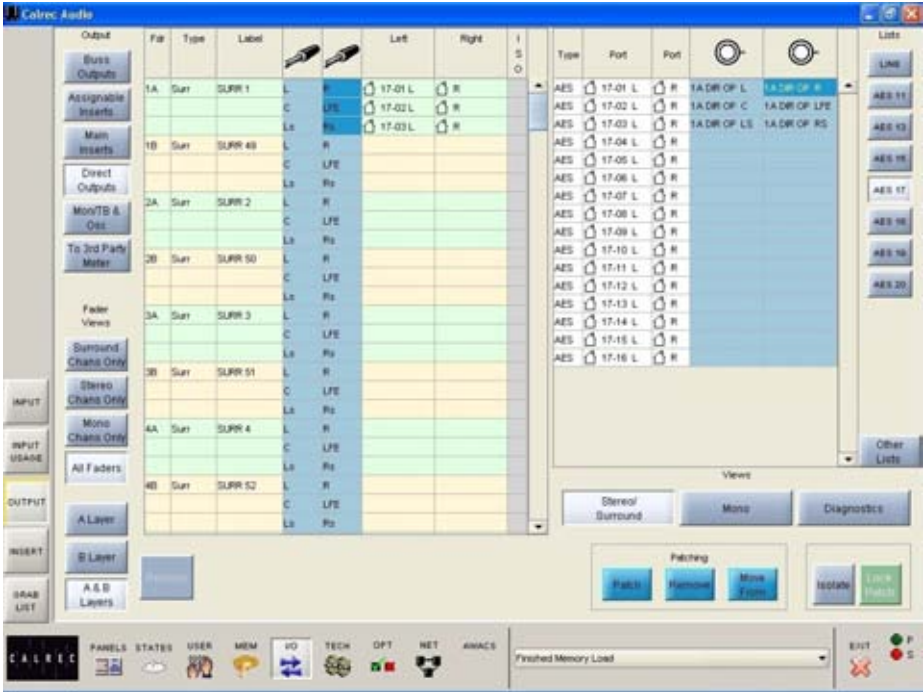 Calrec Audio
Output
Buss Outputs
Assignable Inserts
Main Inserts
Direct Outputs
Mon/TB &
To 3rd Party Meter
Fader Views
Surround Chans Only
Stereo Chans Only
Mono Chans Only
All Faders
A Layer
B Layer
A & B Layers
INPUT
INPUT USAGE
OUTPUT
INSERT
GRAB LIST
Fdr Type Label Left Right ISO
1A Surr SURR 1 L R 17-01 L R
C LFE 17-02 L R
Ls Rs 17-03 L R
1B Surr SURR 49 L R
C LFE
Ls Rs
2A Surr SURR 2 L R
C LFE
Ls Rs
2B Surr SURR 50 L R
C LFE
Ls Rs
3A Surr SURR 3 L R
C LFE
Ls Rs
3B Surr SURR 51 L R
C LFE
Ls Rs
4A Surr SURR 4 L R
C LFE
Ls Rs
4B Surr SURR 52 L R
C LFE
Ls Rs
Type Port Port
AES 17-01 L R 1A DIR OP L 1A DIR OP R
AES 17-02 L R 1A DIR OP C 1A DIR OP LFE
AES 17-03 L R 1A DIR OP LS 1A DIR OP RS
AES 17-04 L R
AES 17-05 L R
AES 17-06 L R
AES 17-07 L R
AES 17-08 L R
AES 17-09 L R
AES 17-10 L R
AES 17-11 L R
AES 17-12 L R
AES 17-13 L R
AES 17-14 L R
AES 17-15 L R
AES 17-16 L R
Lists
LINE
AES 11
AES 13
AES 15
AES 17
AES 18
AES 19
AES 20
Other Lists
Views
Stereo/ Surround
Mono
Diagnostics
Patching
Patch
Remove
Move From
Isolate
Lock Patch
CALREC
PANELS STATES USER MEM I/O TECH OPT NET AWACS
Finished Memory Load
EXIT
P
S